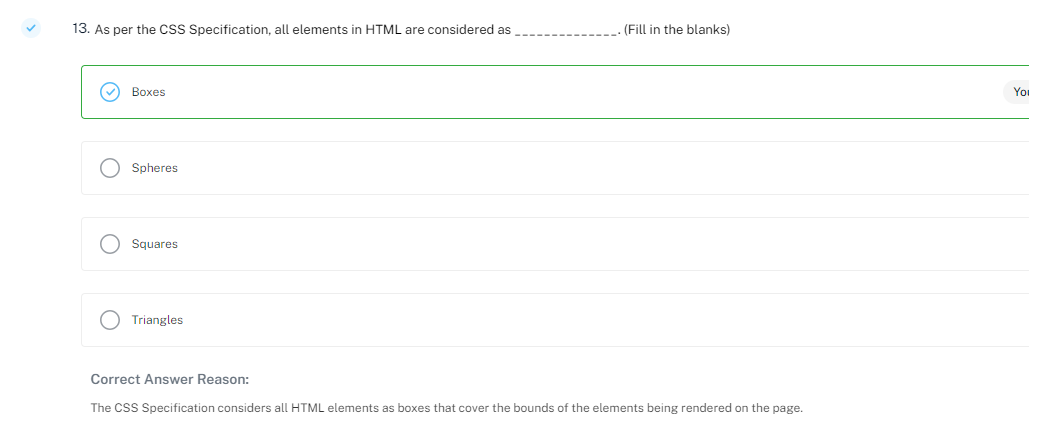 13. As per the CSS Specification, all elements in HTML are considered as ______________. (Fill in the blanks)
Boxes
Spheres
Squares
Triangles
Correct Answer Reason:
The CSS Specification considers all HTML elements as boxes that cover the bounds of the elements being rendered on the page.